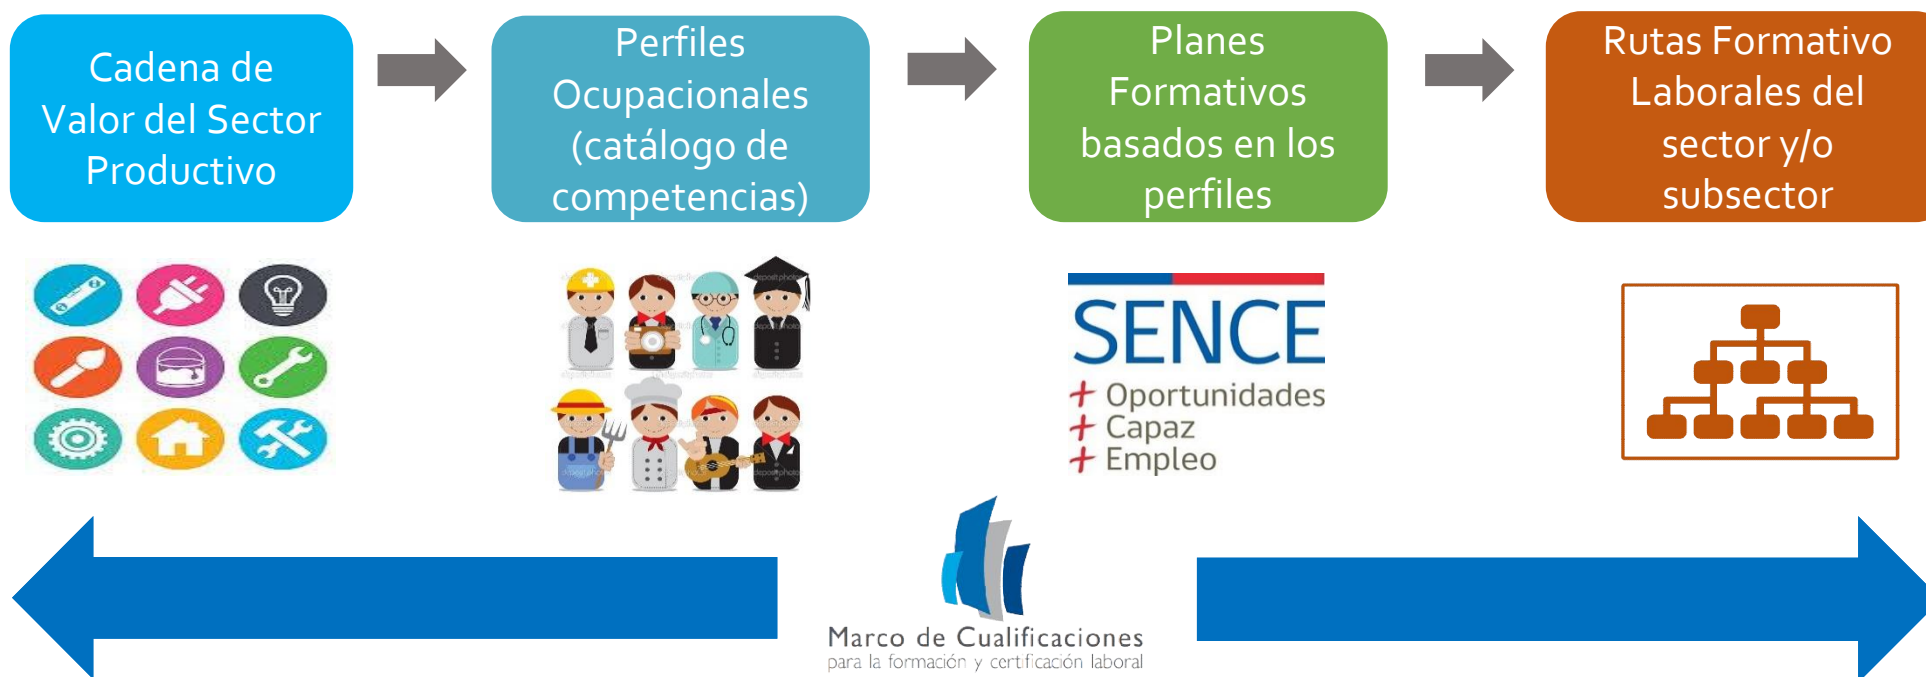 Cadena de
Valor del Sector
Productivo
Perfiles
Ocupacionales
(catálogo de
competencias)
Planes
Formativos
basados en los
perfiles
Rutas Formativo
Laborales del
sector y/o
subsector
SENCE
+ Oportunidades
+ Capaz
+ Empleo
Marco de Cualificaciones
para la formación y certificación laboral